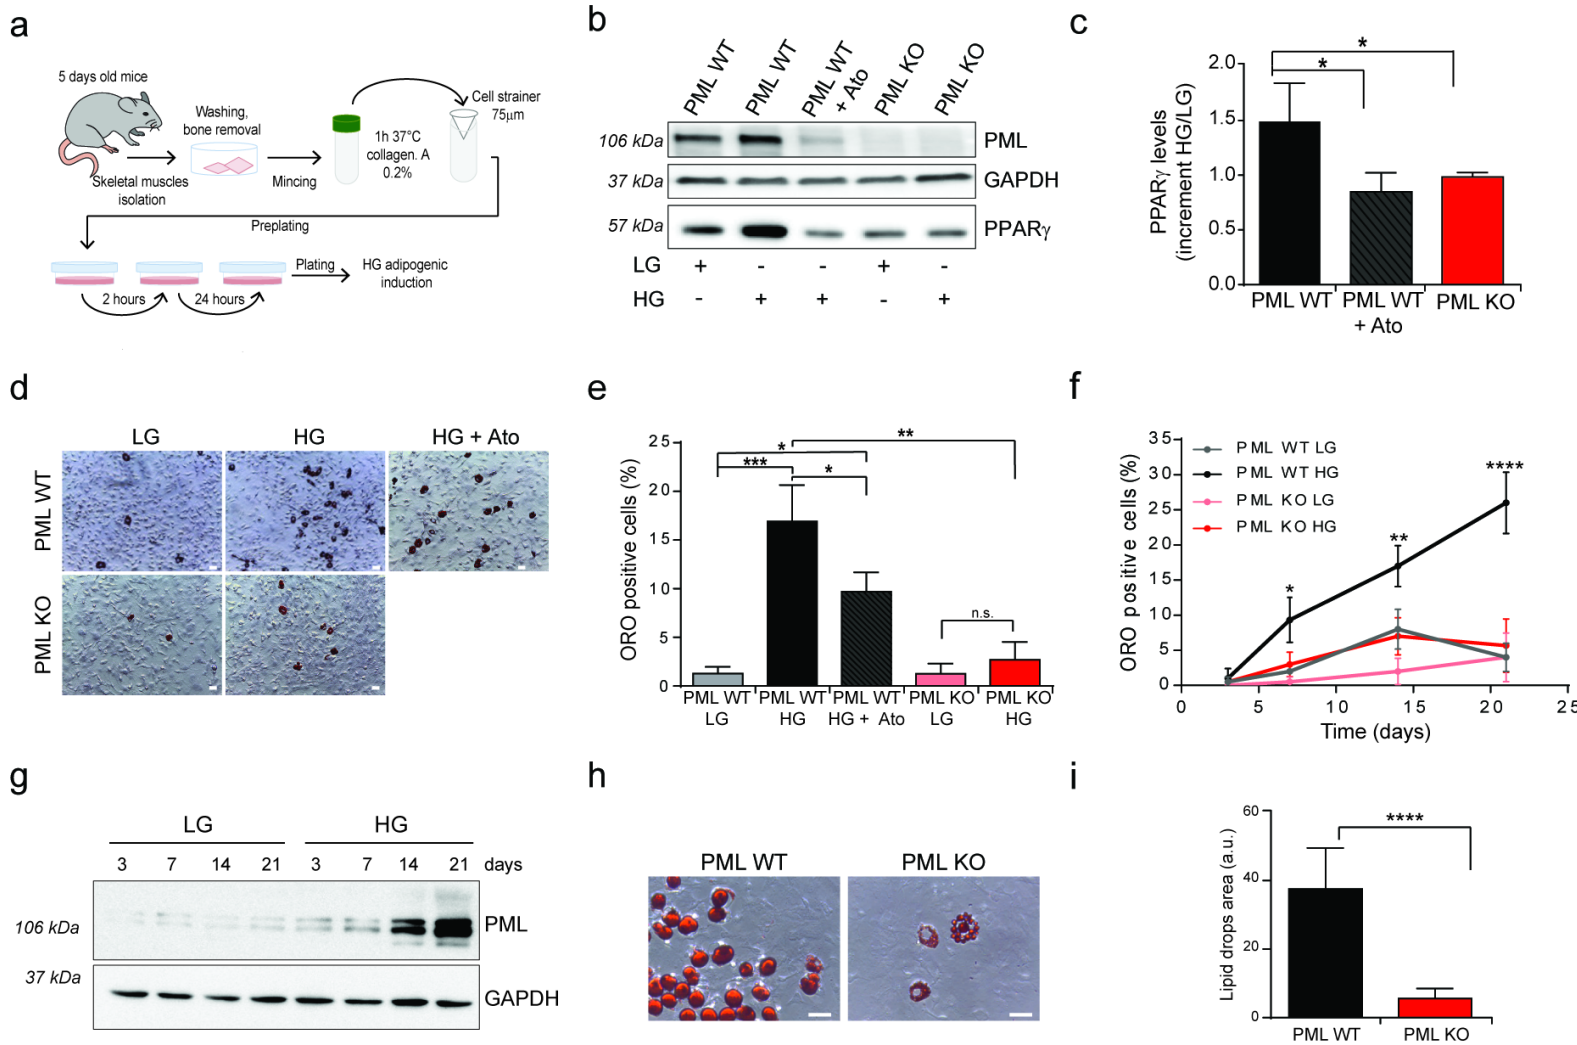 a
5 days old mice
Washing,
bone removal
Cell strainer
75µm
1h 37°C
collagen. A
0.2%
Skeletal muscles
isolation
Mincing
Preplating
Plating
HG adipogenic
induction
2 hours
24 hours
b
PML WT
PML WT
PML WT
+ Ato
PML KO
PML KO
106 kDa
PML
37 kDa
GAPDH
57 kDa
PPARγ
LG + - - + -
HG - + + - +
c
PPARγ levels
(increment HG/LG)
2.0
1.5
1.0
0.5
0.0
*
*
PML WT
PML WT
+ Ato
PML KO
d
LG HG HG + Ato
PML WT
PML KO
e
ORO positive cells (%)
25
20
15
10
5
0
**
*
***
*
n.s.
PML WT PML WT PML WT PML KO PML KO
LG HG HG + Ato LG HG
f
ORO positive cells (%)
35
30
25
20
15
10
5
0
PML WT LG
PML WT HG
PML KO LG
PML KO HG
*
**
****
0 5 10 15 20 25
Time (days)
g
LG HG
3 7 14 21 3 7 14 21 days
106 kDa
PML
37 kDa
GAPDH
h
PML WT PML KO
i
Lipid drops area (a.u.)
60
40
20
0
****
PML WT PML KO